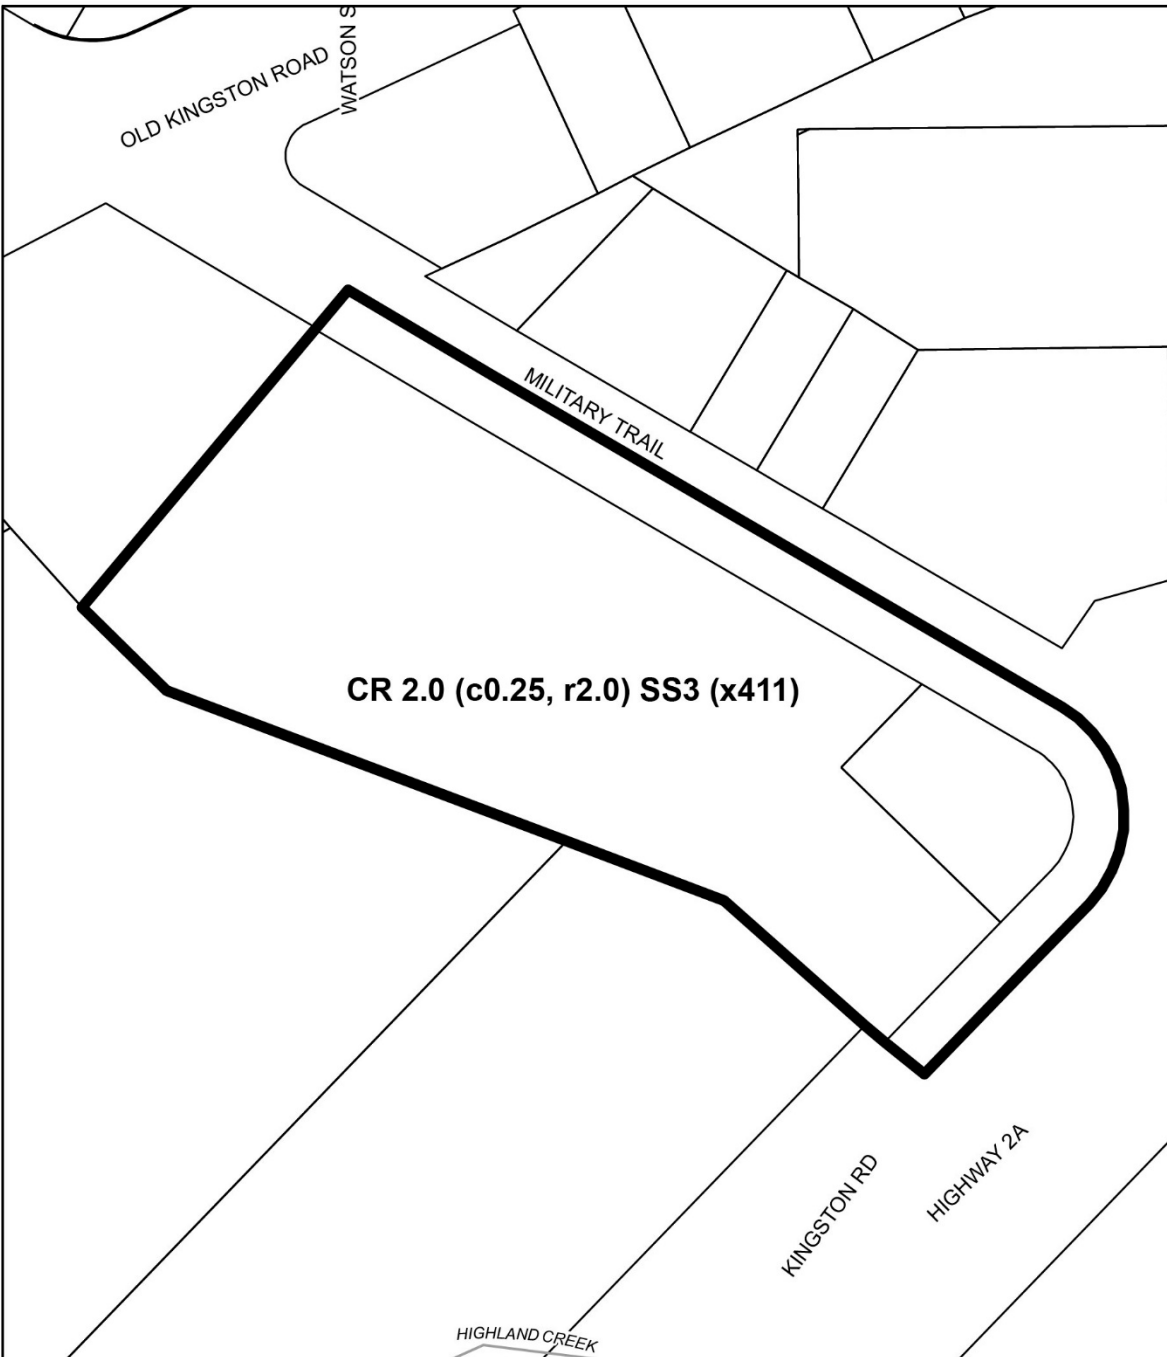 OLD KINGSTON ROAD
WATSON S
MILITARY TRAIL
CR 2.0 (c0.25, r2.0) SS3 (x411)
KINGSTON RD
HIGHWAY 2A
HIGHLAND CREEK